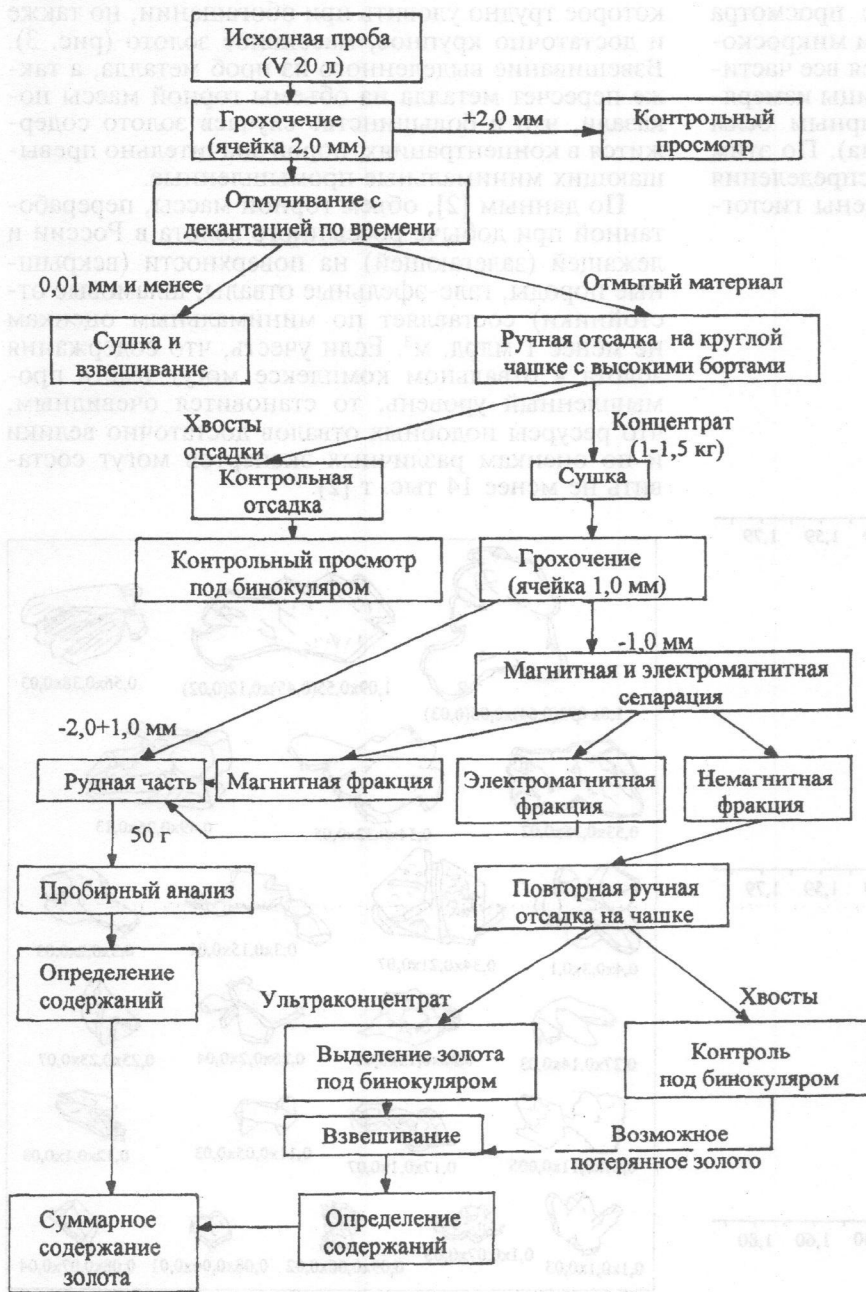 Исходная проба
(V 20 л)
Грохочение
(ячейка 2,0 мм)
+2,0 мм
Контрольный
просмотр
Отмучивание с
декантацией по времени
0,01 мм и менее
Отмытый материал
Сушка и
взвешивание
Ручная отсадка на круглой
чашке с высокими бортами
Хвосты
отсадки
Концентрат
(1-1,5 кг)
Контрольная
отсадка
Сушка
Контрольный просмотр
под бинокуляром
Грохочение
(ячейка 1,0 мм)
-1,0 мм
Магнитная и электромагнитная
сепарация
-2,0+1,0 мм
Рудная часть
Магнитная фракция
Электромагнитная
фракция
Немагнитная
фракция
50 г
Пробирный анализ
Повторная ручная
отсадка на чашке
Определение
содержаний
Ультраконцентрат
Хвосты
Выделение золота
под бинокуляром
Контроль
под бинокуляром
Взвешивание
Возможное
потерянное золото
Суммарное
содержание
золота
Определение
содержаний